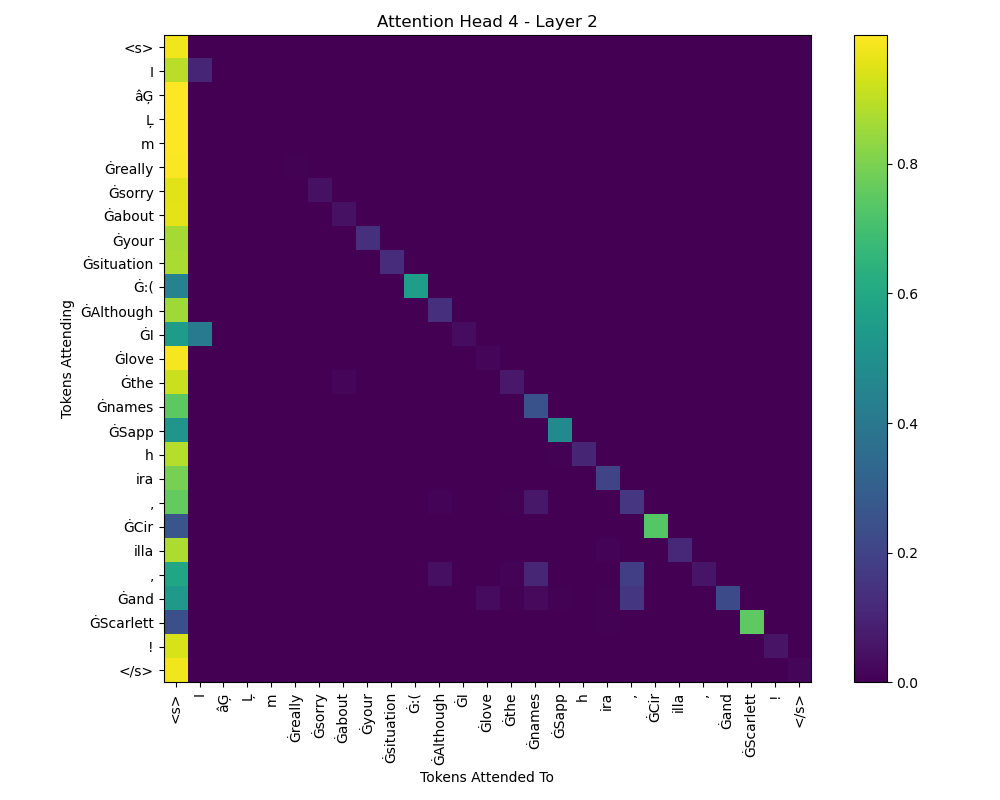 Attention Head 4 - Layer 2
<s>
I
âĢ
Ļ
m
Ġreally
Ġsorry
Ġabout
Ġyour
Ġsituation
Ġ:(
ĠAlthough
ĠI
Ġlove
Ġthe
Ġnames
ĠSapp
h
ira
,
ĠCir
illa
,
Ġand
ĠScarlett
!
</s>
Tokens Attending
<s>
I
âĢ
Ļ
m
Ġreally
Ġsorry
Ġabout
Ġyour
Ġsituation
Ġ:(
ĠAlthough
ĠI
Ġlove
Ġthe
Ġnames
ĠSapp
h
ira
,
ĠCir
illa
,
Ġand
ĠScarlett
!
</s>
Tokens Attended To
0.8
0.6
0.4
0.2
0.0